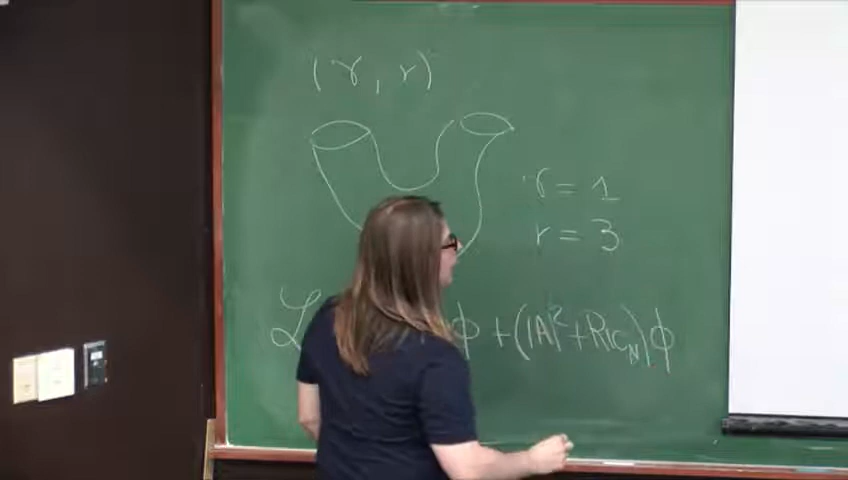 (γ, r)
γ = 1
r = 3
L ϕ + (|A|² + Ric_N) ϕ